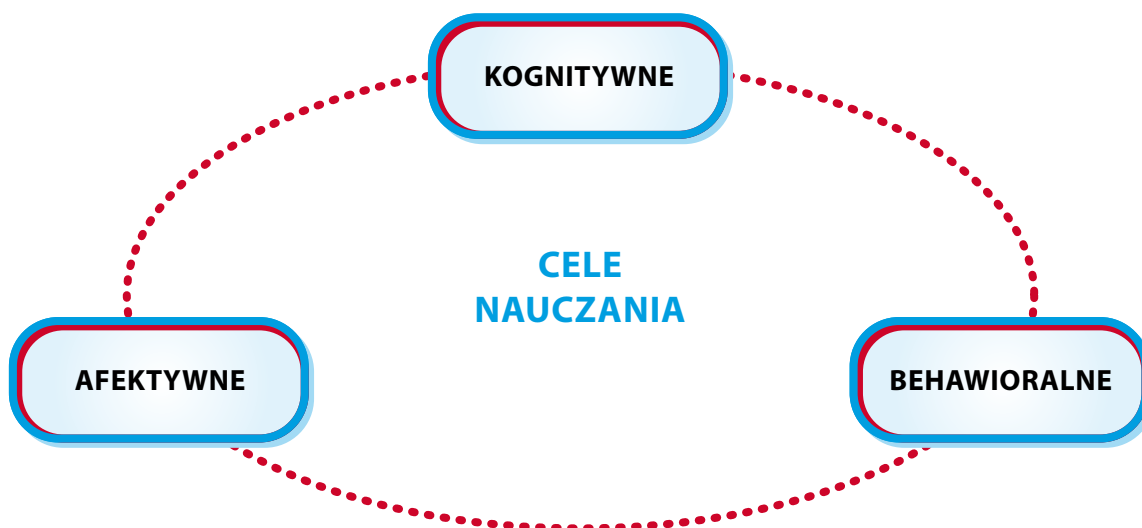 KOGNITYWNE
CELE
NAUCZANIA
AFEKTYWNE
BEHAWIORALNE